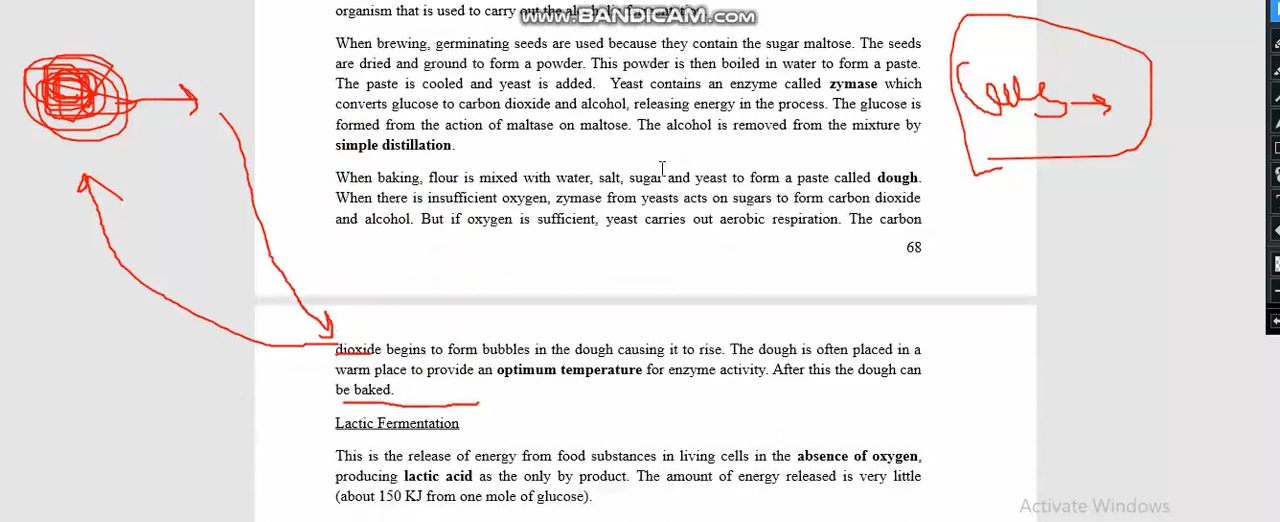 organism that is used to carry out the
WWW.BANDICAM.COM
When brewing, germinating seeds are used because they contain the sugar maltose. The seeds
are dried and ground to form a powder. This powder is then boiled in water to form a paste.
The paste is cooled and yeast is added. Yeast contains an enzyme called zymase which
converts glucose to carbon dioxide and alcohol, releasing energy in the process. The glucose is
formed from the action of maltase on maltose. The alcohol is removed from the mixture by
simple distillation.
When baking, flour is mixed with water, salt, sugar and yeast to form a paste called dough.
When there is insufficient oxygen, zymase from yeasts acts on sugars to form carbon dioxide
and alcohol. But if oxygen is sufficient, yeast carries out aerobic respiration. The carbon
68
dioxide begins to form bubbles in the dough causing it to rise. The dough is often placed in a
warm place to provide an optimum temperature for enzyme activity. After this the dough can
be baked.
Lactic Fermentation
This is the release of energy from food substances in living cells in the absence of oxygen,
producing lactic acid as the only by product. The amount of energy released is very little
(about 150 KJ from one mole of glucose).
Activate Windows